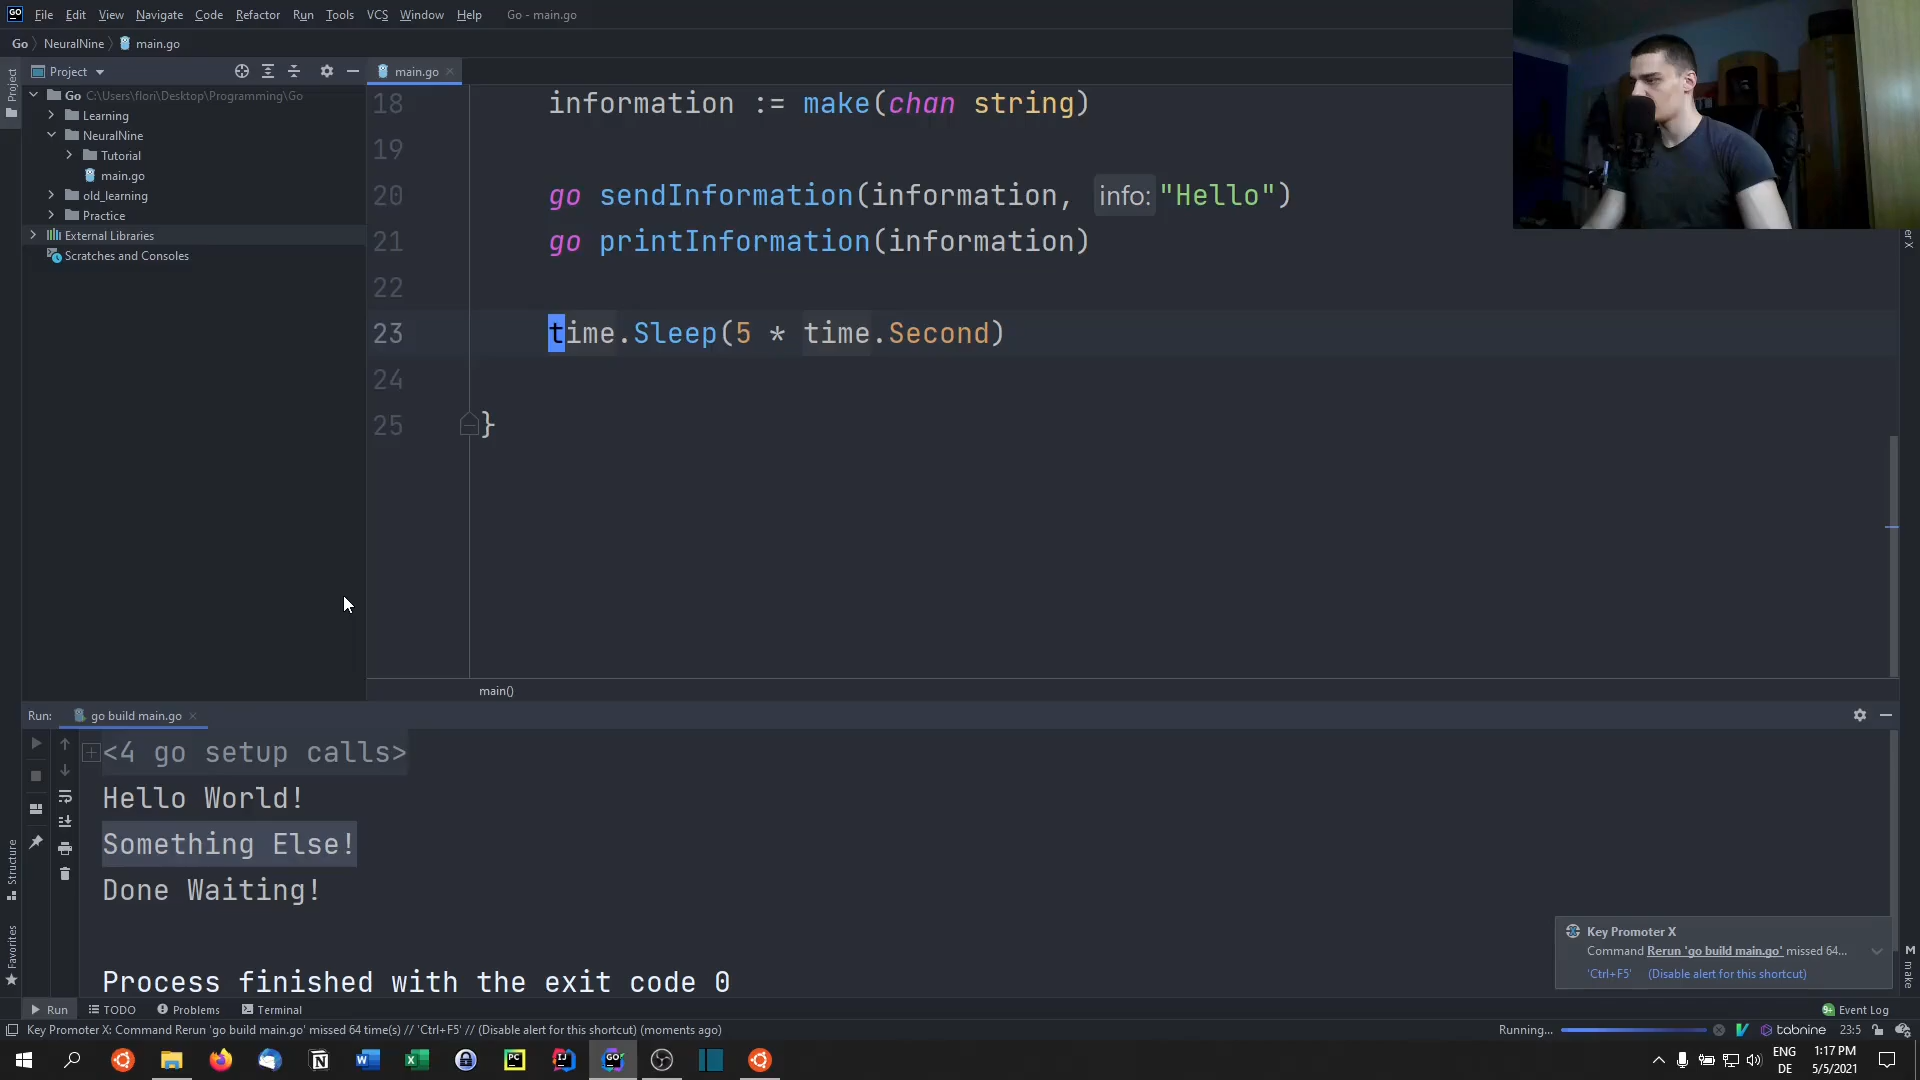 GO File Edit View Navigate Code Refactor Run Tools VCS Window Help Go - main.go
Go NeuralNine main.go
Project
Project
main.go
Go C:\Users\flori\Desktop\Programming\Go
Learning
NeuralNine
Tutorial
main.go
old_learning
Practice
External Libraries
Scratches and Consoles
18 information := make(chan string)
19
20 go sendInformation(information, info: "Hello")
21 go printInformation(information)
22
23 time.Sleep(5 * time.Second)
24
25 }
main()
Run: go build main.go
<4 go setup calls>
Hello World!
Something Else!
Done Waiting!
Process finished with the exit code 0
Structure
Favorites
er X
M make
Key Promoter X
Command Rerun 'go build main.go' missed 64...
'Ctrl+F5' (Disable alert for this shortcut)
Run TODO Problems Terminal Event Log
Key Promoter X: Command Rerun 'go build main.go' missed 64 time(s) // 'Ctrl+F5' // (Disable alert for this shortcut) (moments ago) Running... tabnine 23:5
ENG 1:17 PM
DE 5/5/2021